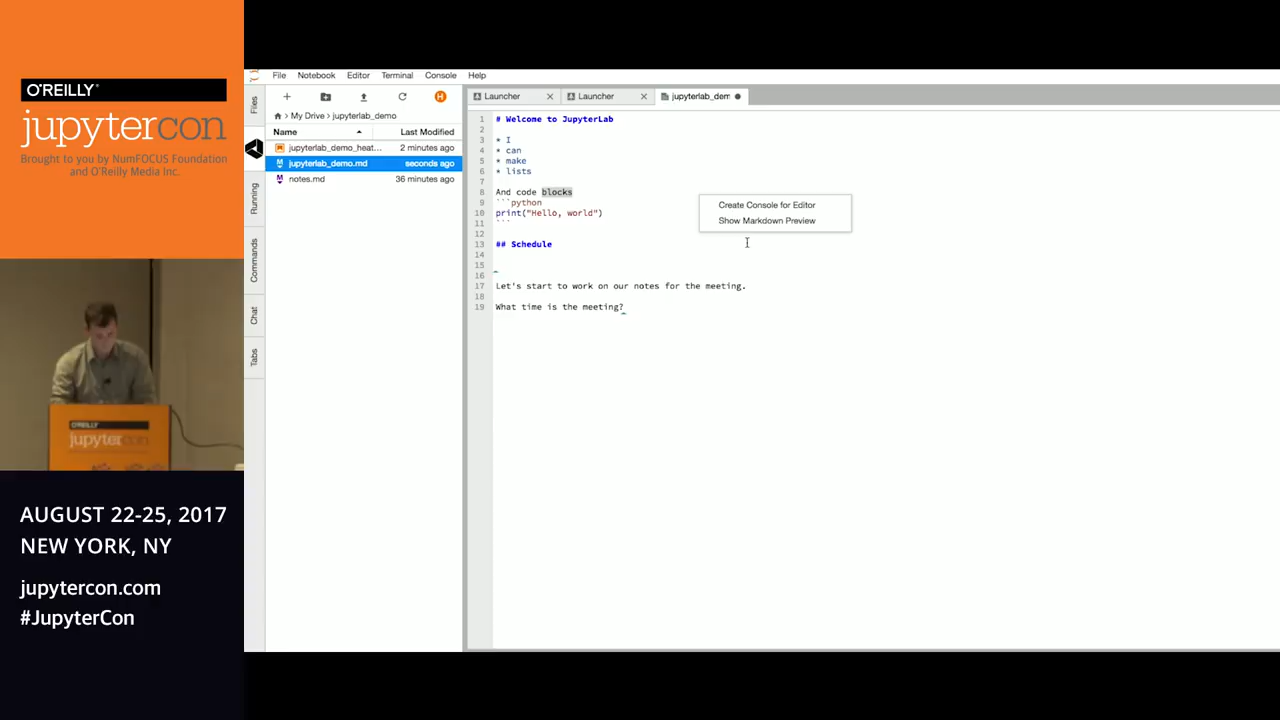 O'REILLY®
jupytercon
Brought to you by NumFOCUS Foundation
and O'Reilly Media Inc.
O'REILLY
jupytercon
AUGUST 22-25, 2017
NEW YORK, NY
jupytercon.com
#JupyterCon
File Notebook Editor Terminal Console Help
Files
Running
Commands
Chat
Tabs
H
My Drive › jupyterlab_demo
Name Last Modified
jupyterlab_demo_heat... 2 minutes ago
jupyterlab_demo.md seconds ago
notes.md 36 minutes ago
Launcher × Launcher × jupyterlab_dem
1 # Welcome to JupyterLab
2
3 * I
4 * can
5 * make
6 * lists
7
8 And code blocks
9 ```python
10 print("Hello, world")
11 ```
12
13 ## Schedule
14
15
16
17 Let's start to work on our notes for the meeting.
18
19 What time is the meeting?
Create Console for Editor
Show Markdown Preview